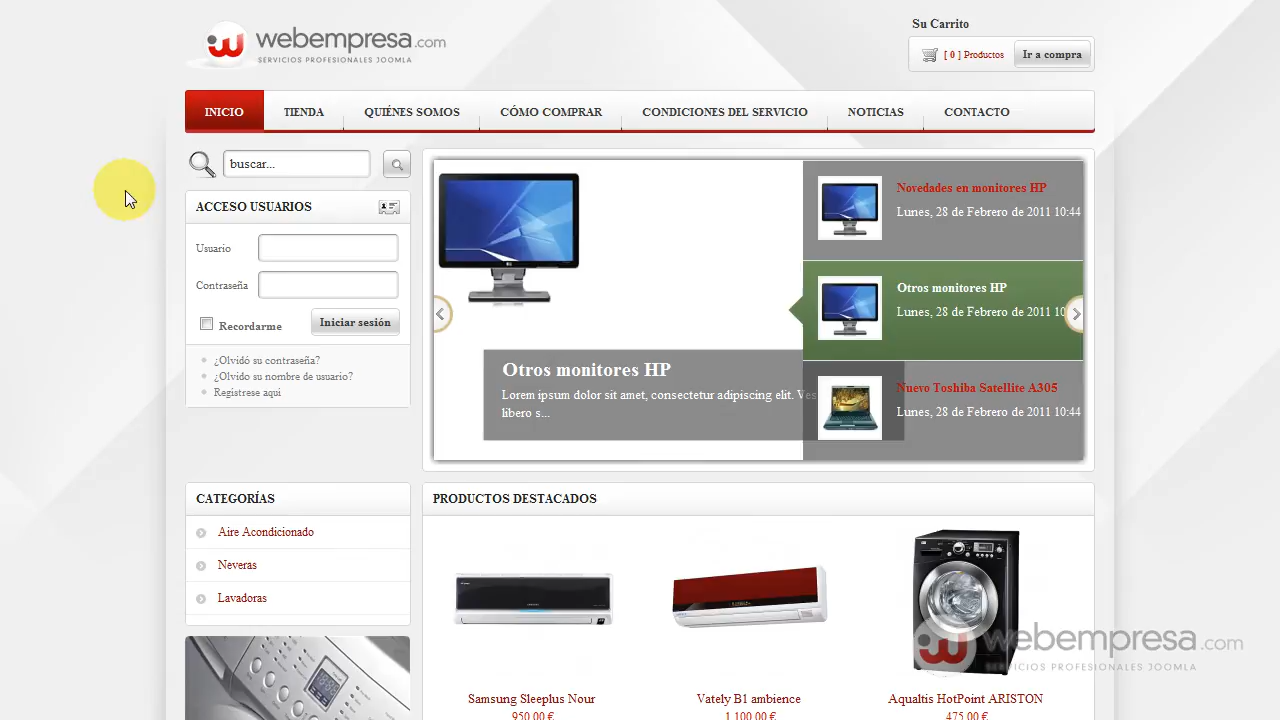 webempresa.com
SERVICIOS PROFESIONALES JOOMLA
Su Carrito
[ 0 ] Productos
Ir a compra
INICIO
TIENDA
QUIÉNES SOMOS
CÓMO COMPRAR
CONDICIONES DEL SERVICIO
NOTICIAS
CONTACTO
buscar...
ACCESO USUARIOS
Usuario
Contraseña
Recordarme
Iniciar sesión
¿Olvidó su contraseña?
¿Olvido su nombre de usuario?
Registrese aquí
Novedades en monitores HP
Lunes, 28 de Febrero de 2011 10:44
Otros monitores HP
Lunes, 28 de Febrero de 2011 10
Nuevo Toshiba Satellite A305
Lunes, 28 de Febrero de 2011 10:44
Otros monitores HP
Lorem ipsum dolor sit amet, consectetur adipiscing elit. Ves
libero s...
CATEGORÍAS
Aire Acondicionado
Neveras
Lavadoras
PRODUCTOS DESTACADOS
Samsung Sleeplus Nour
950,00 €
Vately B1 ambience
1.100,00 €
Aqualtis HotPoint ARISTON
475,00 €
webempresa.com
SERVICIOS PROFESIONALES JOOMLA